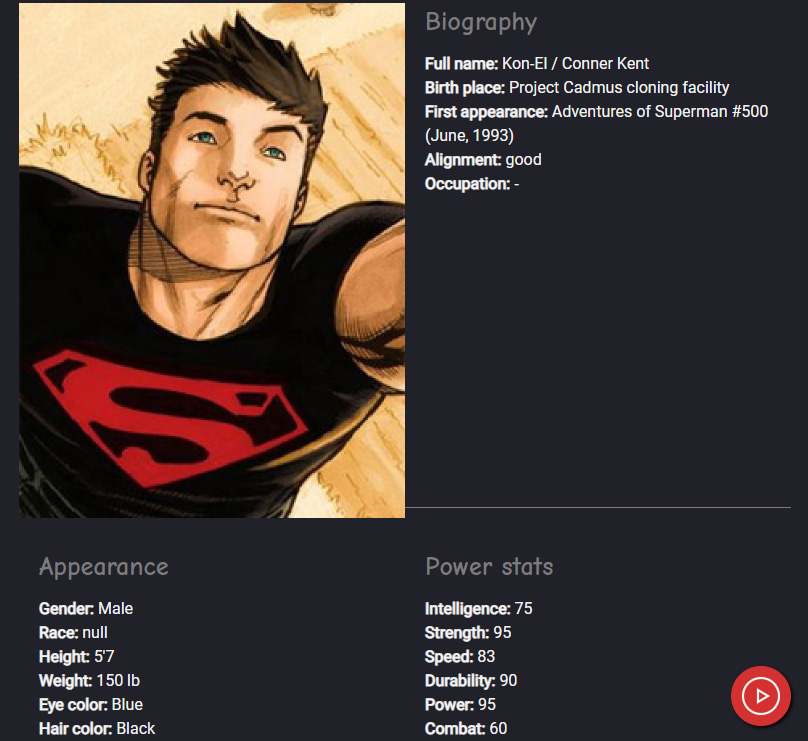 Biography
Full name: Kon-El / Conner Kent
Birth place: Project Cadmus cloning facility
First appearance: Adventures of Superman #500
(June, 1993)
Alignment: good
Occupation: -
Appearance
Gender: Male
Race: null
Height: 5'7
Weight: 150 lb
Eye color: Blue
Hair color: Black
Power stats
Intelligence: 75
Strength: 95
Speed: 83
Durability: 90
Power: 95
Combat: 60